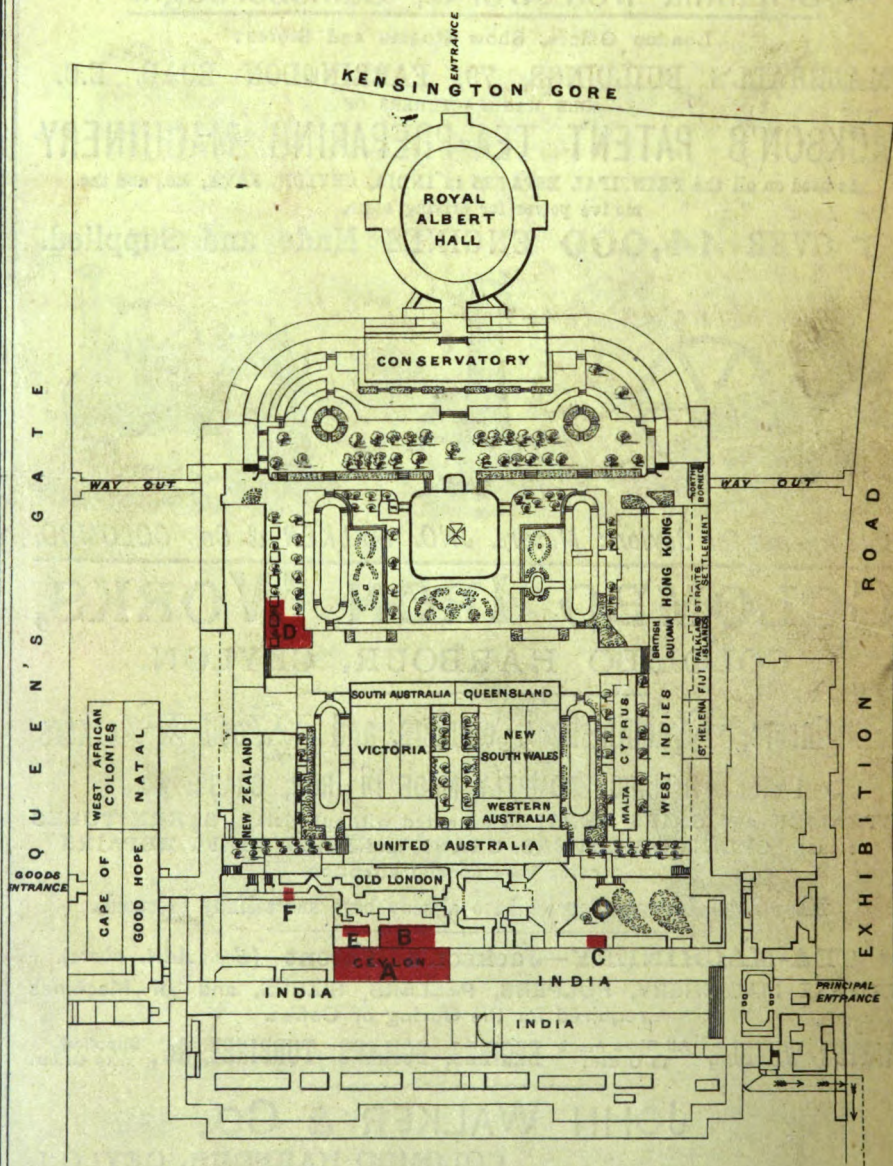 ENTRANCE
KENSINGTON GORE
ROYAL
ALBERT
HALL
CONSERVATORY
QUEEN'S GATE
WAY OUT
WAY OUT
EXHIBITION ROAD
NORTH
BORNEO
HONG KONG
STRAITS
SETTLEMENT
BRITISH
GUIANA
FALKLAND
ISLANDS
FIJI
ST HELENA
D
SOUTH AUSTRALIA
QUEENSLAND
VICTORIA
NEW
SOUTH WALES
WESTERN
AUSTRALIA
CYPRUS
MALTA
WEST INDIES
NEW ZEALAND
WEST AFRICAN
COLONIES
NATAL
CAPE OF
GOOD HOPE
UNITED AUSTRALIA
GOODS
ENTRANCE
OLD LONDON
F
E
B
C
CEYLON
A
INDIA
INDIA
INDIA
PRINCIPAL
ENTRANCE